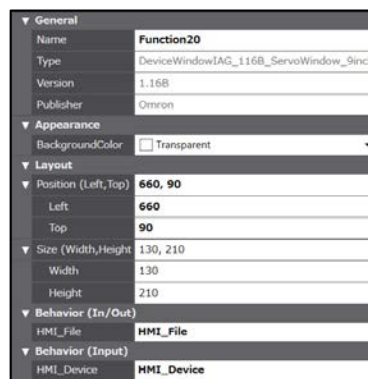 General
Name Function20
Type DeviceWindowIAG_116B_ServoWindow_9inc
Version 1.16B
Publisher Omron
Appearance
BackgroundColor Transparent
Layout
Position (Left,Top) 660, 90
Left 660
Top 90
Size (Width,Height 130, 210
Width 130
Height 210
Behavior (In/Out)
HMI_File HMI_File
Behavior (Input)
HMI_Device HMI_Device